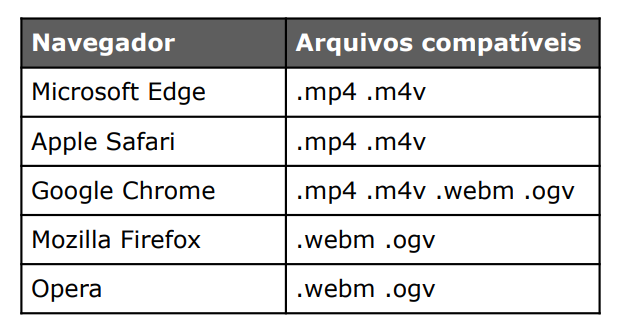 Navegador Arquivos compatíveis
Microsoft Edge .mp4 .m4v
Apple Safari .mp4 .m4v
Google Chrome .mp4 .m4v .webm .ogv
Mozilla Firefox .webm .ogv
Opera .webm .ogv